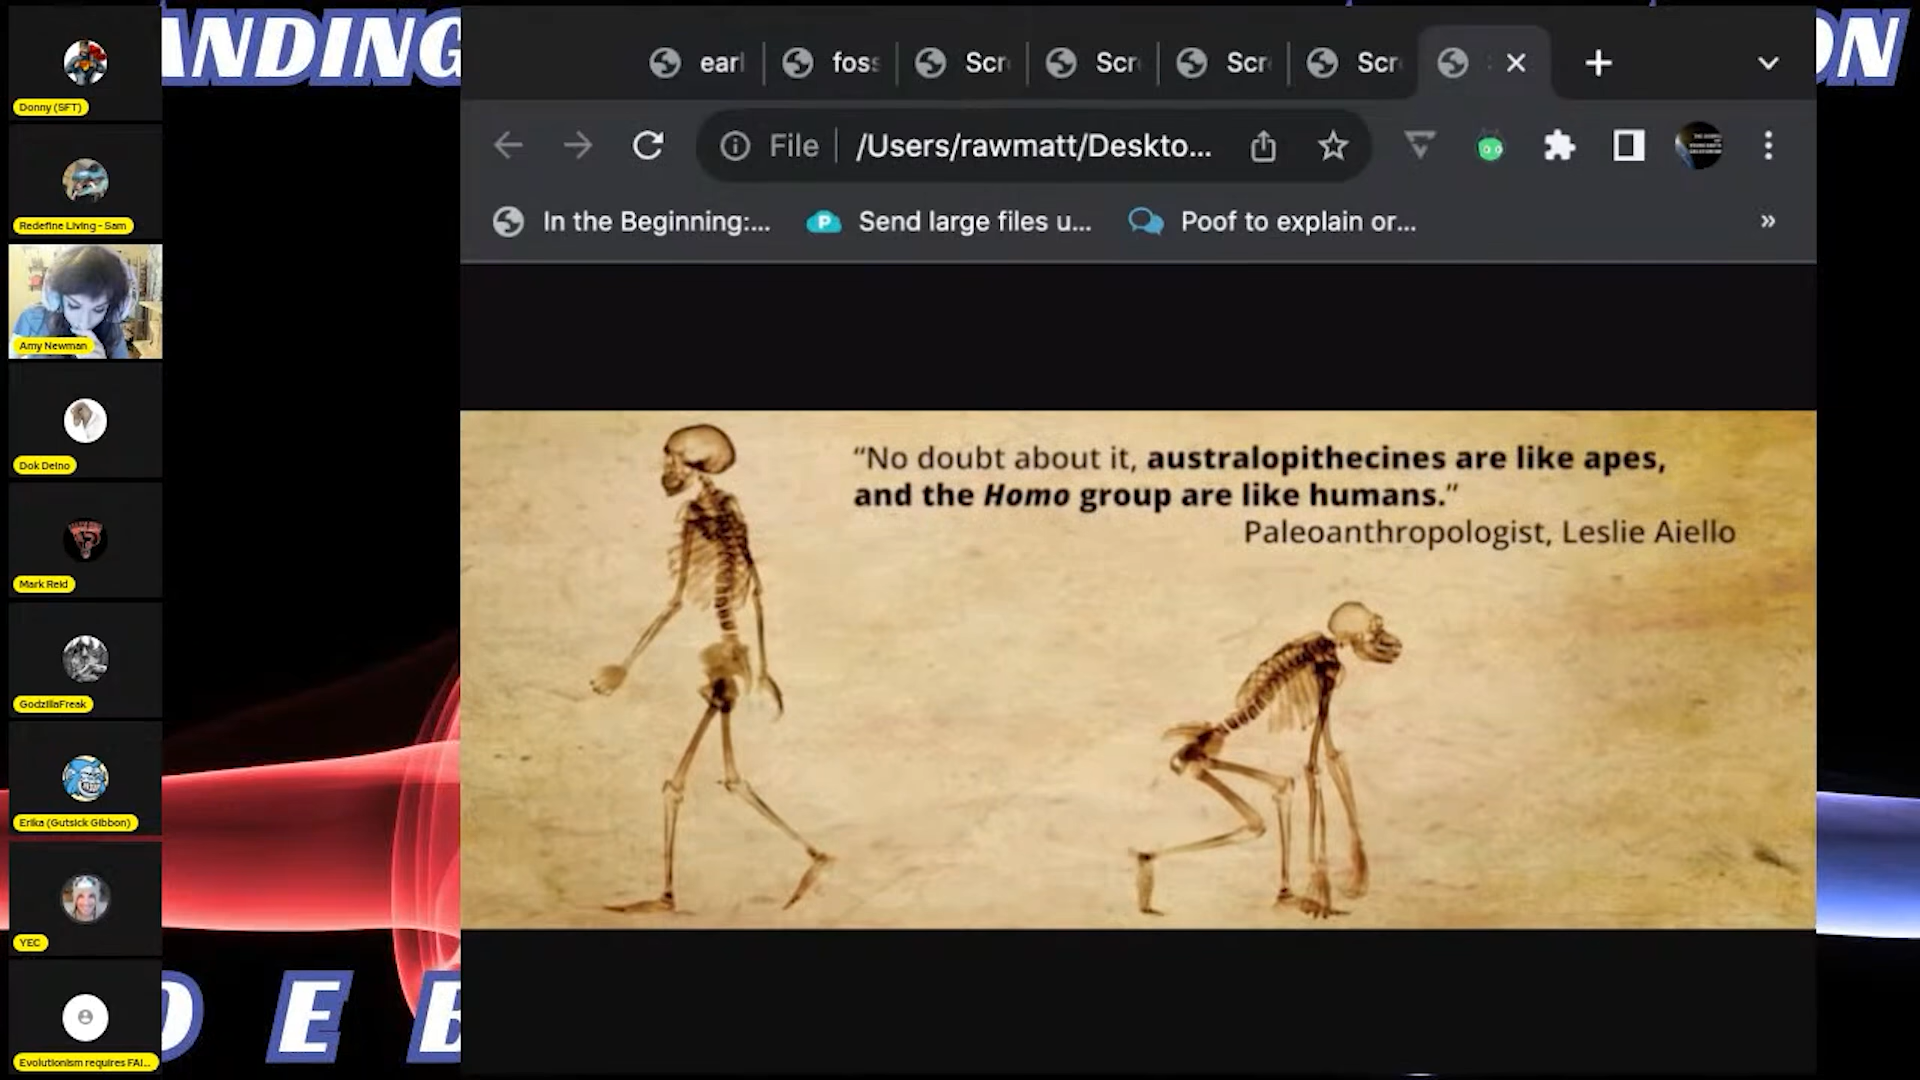 ANDING
ON
Donny (SFT)
Redefine Living - Sam
Amy Newman
Dok Delno
Mark Reid
GodzillaFreak
Erika (Gutsick Gibbon)
YEC
Evolutionism requires FAI...
earl
foss
Scr
Scr
Scr
Scr
File
/Users/rawmatt/Deskto...
In the Beginning:...
Send large files u...
Poof to explain or...
“No doubt about it, australopithecines are like apes,
and the Homo group are like humans.”
Paleoanthropologist, Leslie Aiello
D E B